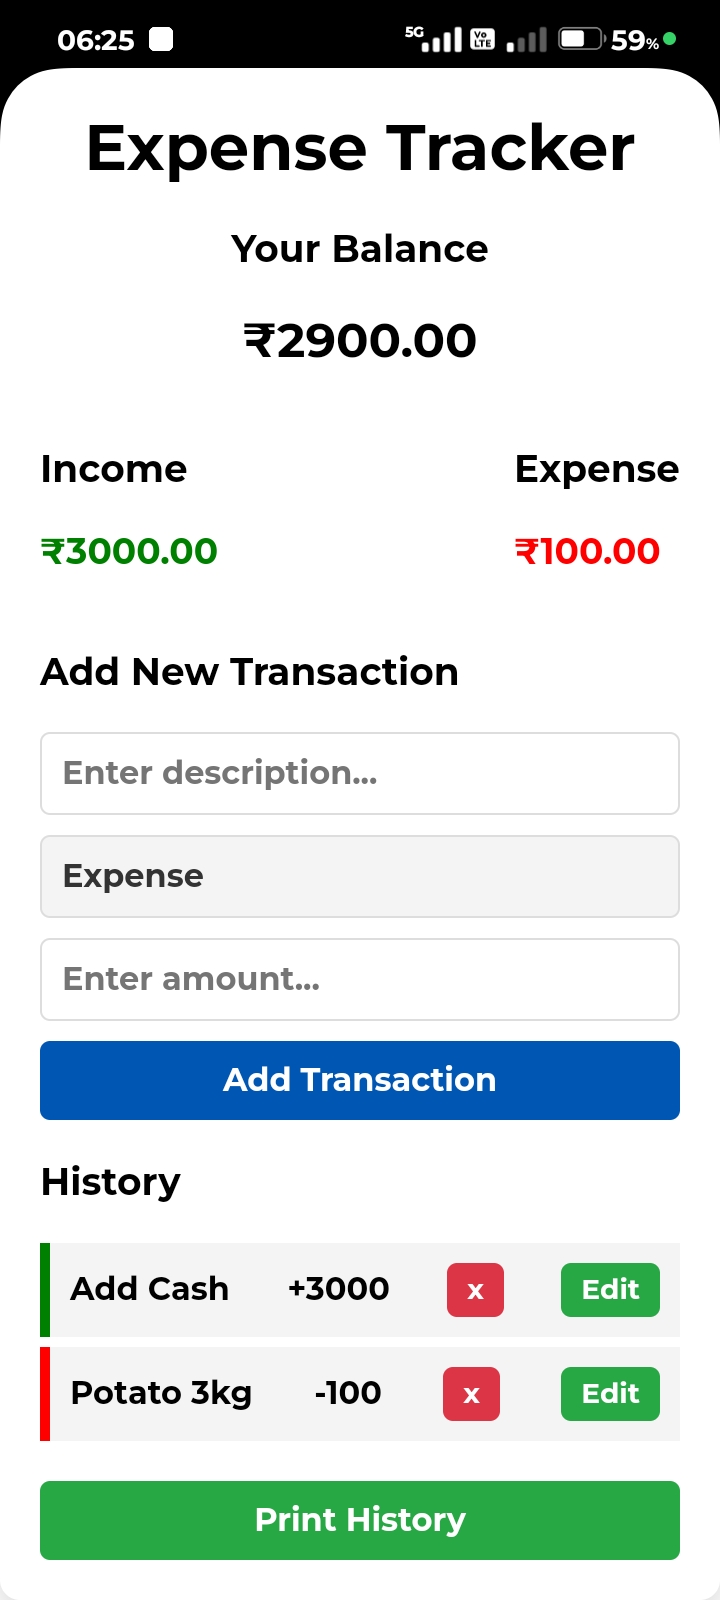 06:25 5G Vo LTE 59%
Expense Tracker
Your Balance
₹2900.00
Income Expense
₹3000.00 ₹100.00
Add New Transaction
Enter description...
Expense
Enter amount...
Add Transaction
History
Add Cash +3000 x Edit
Potato 3kg -100 x Edit
Print History